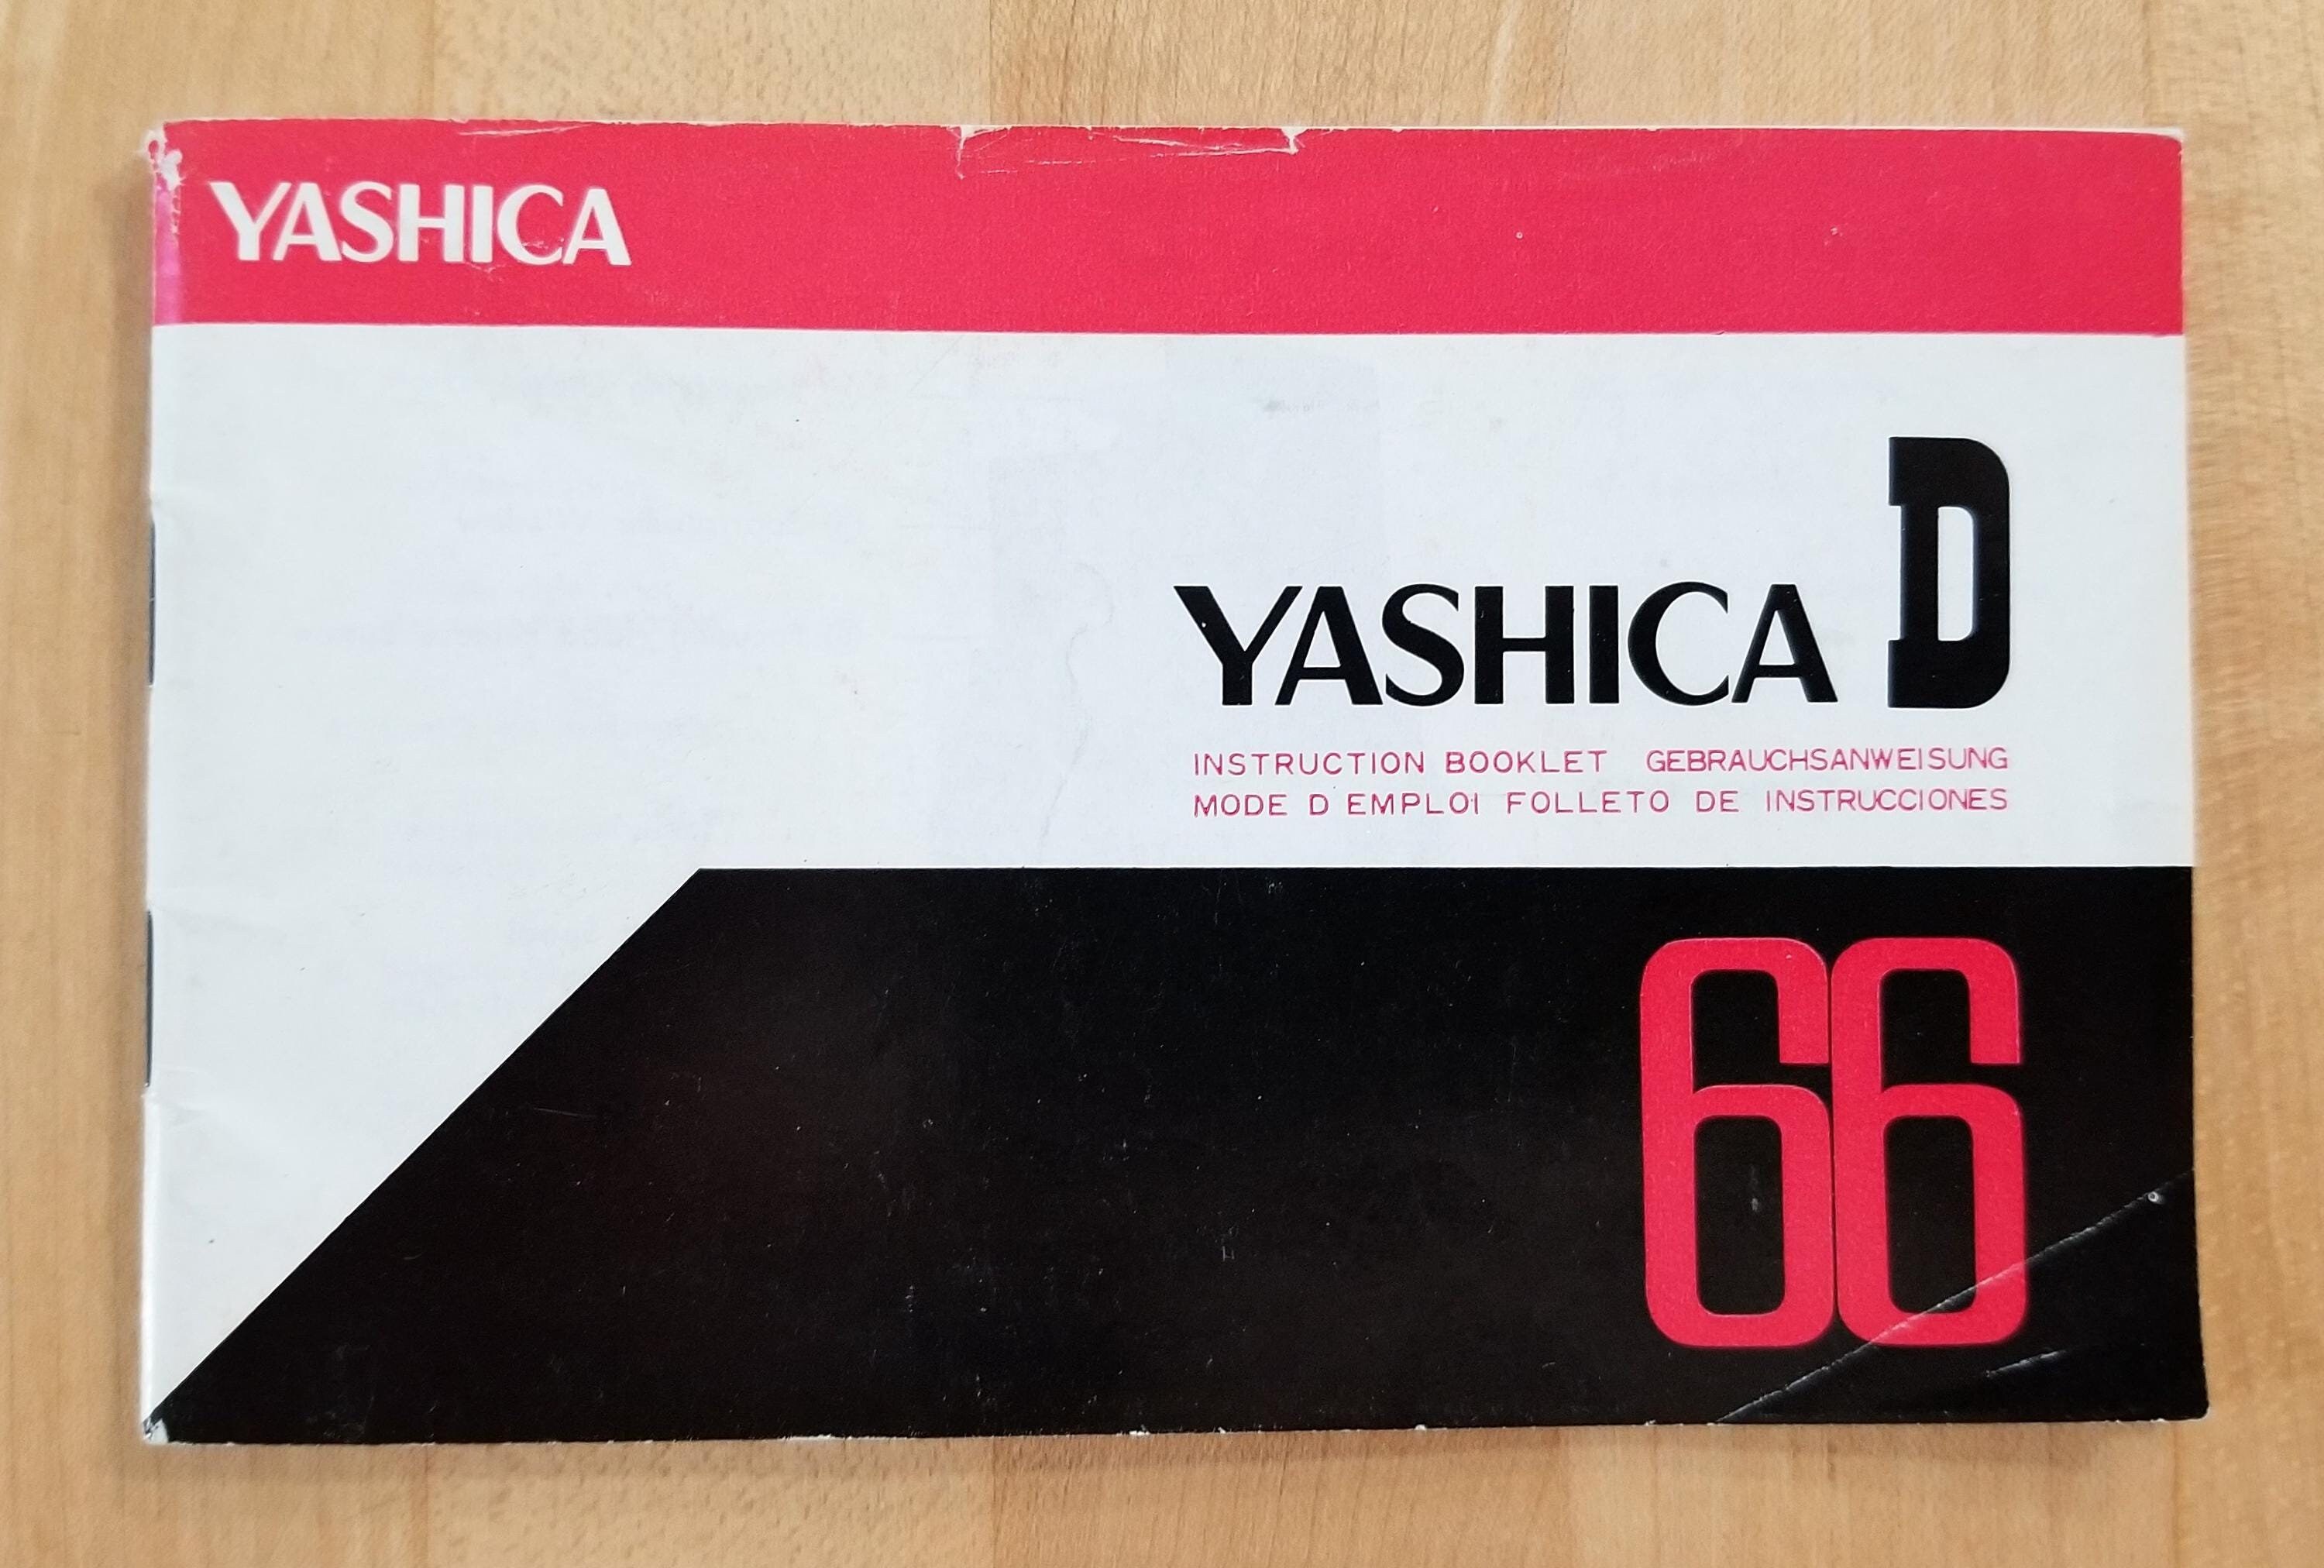 YASHICA
YASHICA D
INSTRUCTION BOOKLET GEBRAUCHSANWEISUNG
MODE D EMPLOI FOLLETO DE INSTRUCCIONES
66